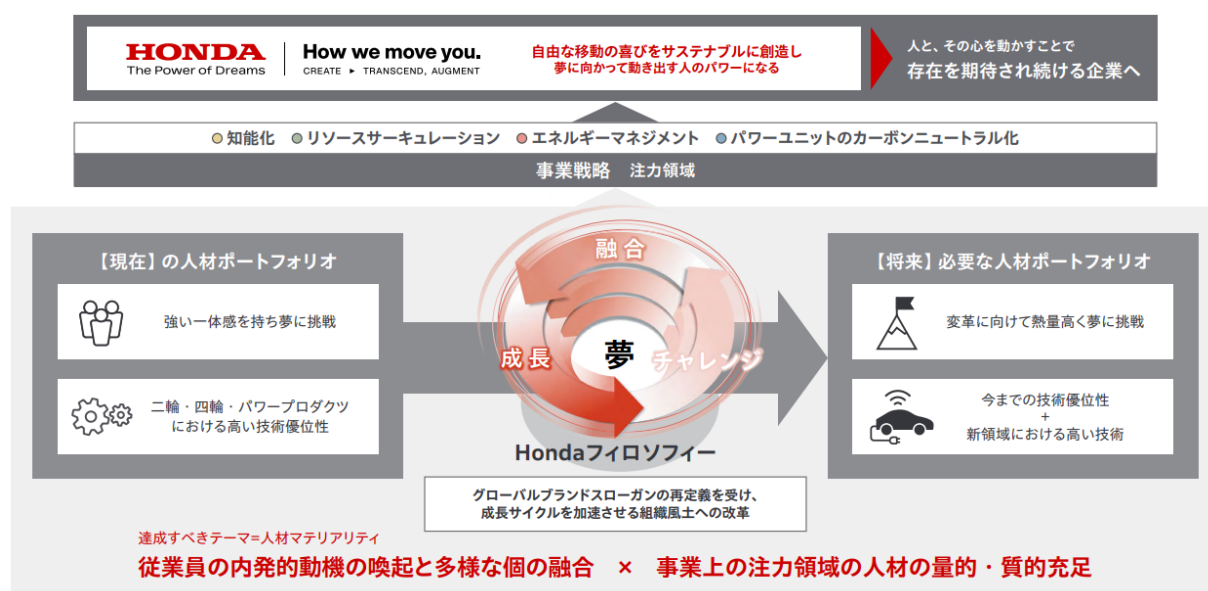 HONDA
The Power of Dreams
How we move you.
CREATE ▶ TRANSCEND, AUGMENT
自由な移動の喜びをサステナブルに創造し
夢に向かって動き出す人のパワーになる
人と、その心を動かすことで
存在を期待され続ける企業へ
知能化 リソースサーキュレーション エネルギーマネジメント パワーユニットのカーボンニュートラル化
事業戦略 注力領域
【現在】の人材ポートフォリオ
強い一体感を持ち夢に挑戦
二輪・四輪・パワープロダクツ
における高い技術優位性
融合
成長
夢
チャレンジ
Hondaフィロソフィー
グローバルブランドスローガンの再定義を受け、
成長サイクルを加速させる組織風土への改革
【将来】必要な人材ポートフォリオ
変革に向けて熱量高く夢に挑戦
今までの技術優位性
+
新領域における高い技術
達成すべきテーマ=人材マテリアリティ
従業員の内発的動機の喚起と多様な個の融合 × 事業上の注力領域の人材の量的・質的充足